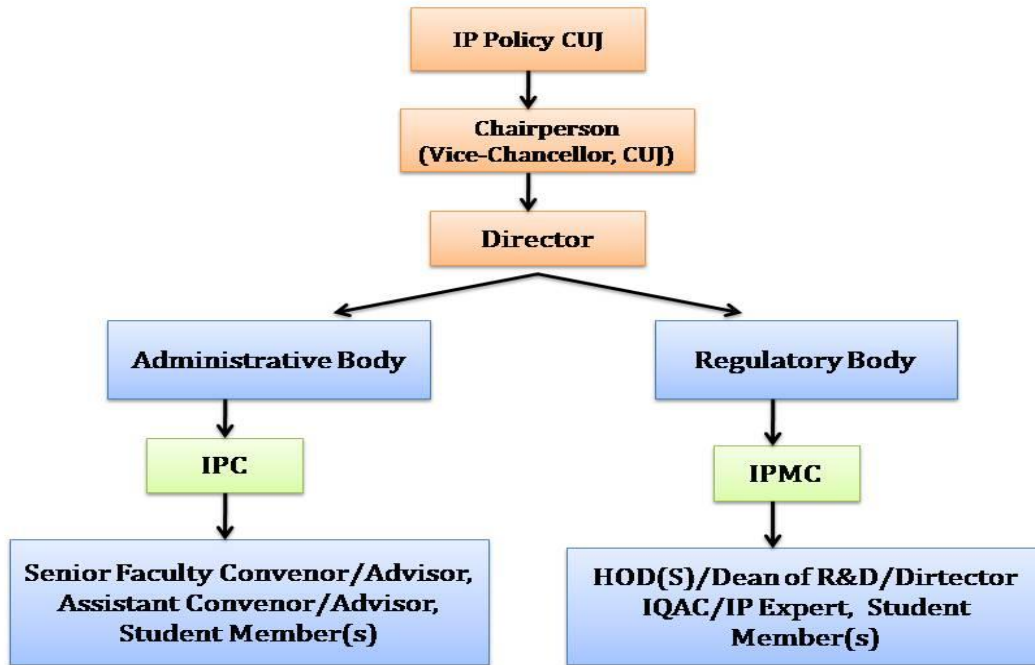 IP Policy CUJ
Chairperson
(Vice-Chancellor, CUJ)
Director
Administrative Body
Regulatory Body
IPC
IPMC
Senior Faculty Convenor/Advisor,
Assistant Convenor/Advisor,
Student Member(s)
HOD(S)/Dean of R&D/Dirtector
IQAC/IP Expert, Student
Member(s)